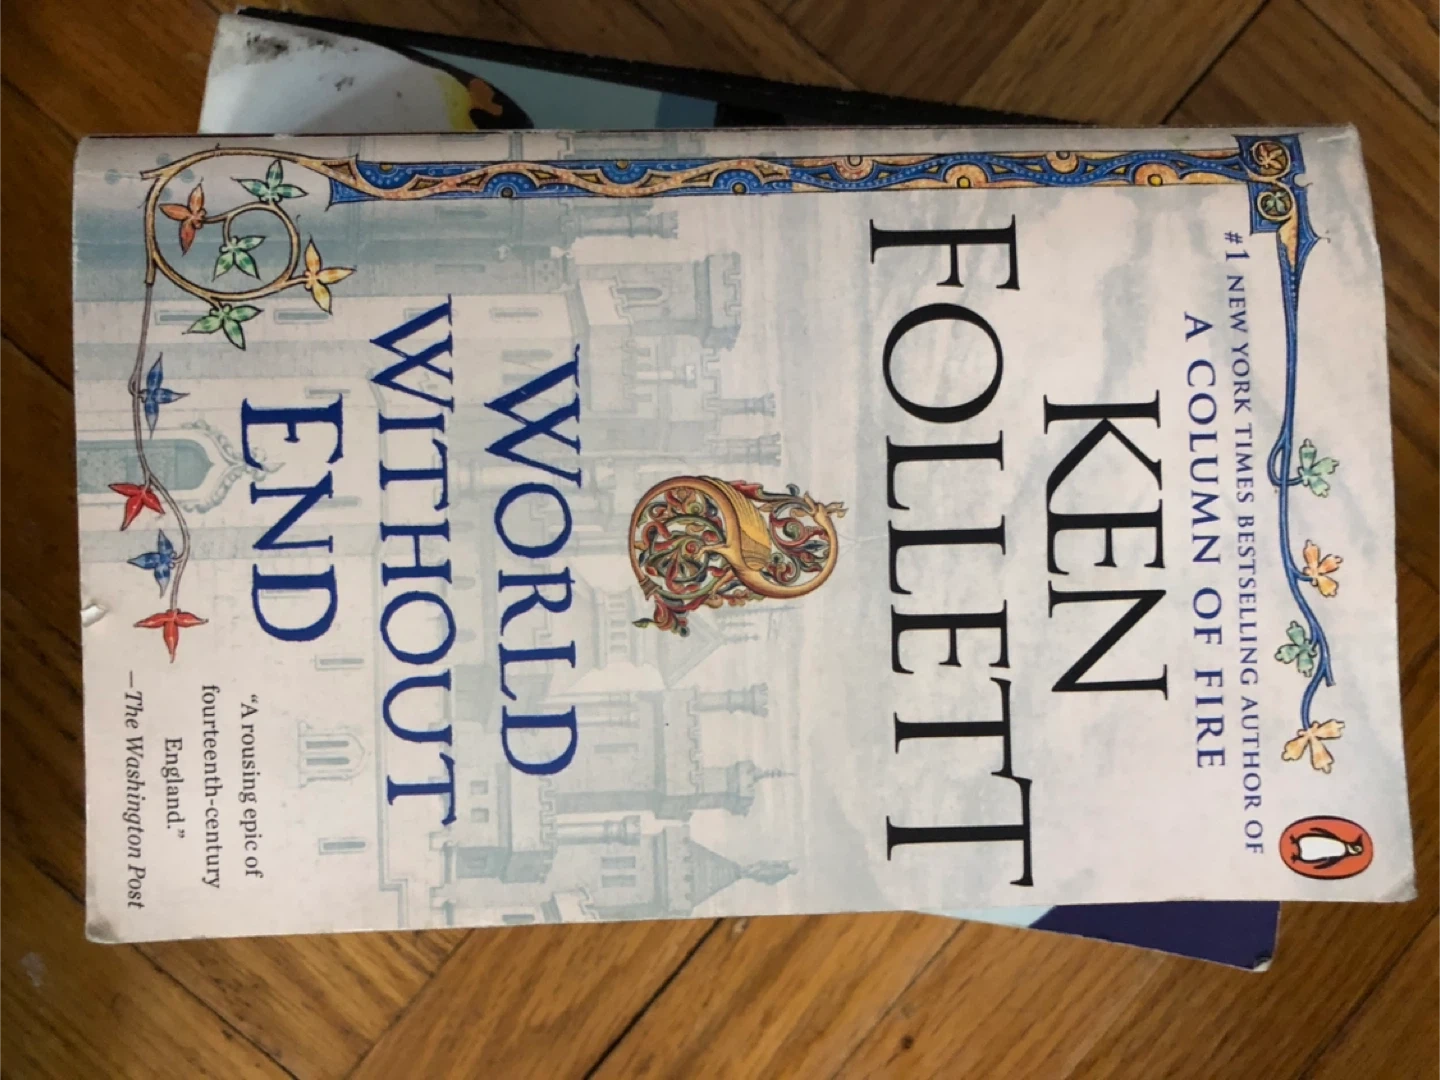 #1 NEW YORK TIMES BESTSELLING AUTHOR OF
A COLUMN OF FIRE
KEN
FOLLETT
WORLD
WITHOUT
END
"A rousing epic of
fourteenth-century
England."
—The Washington Post